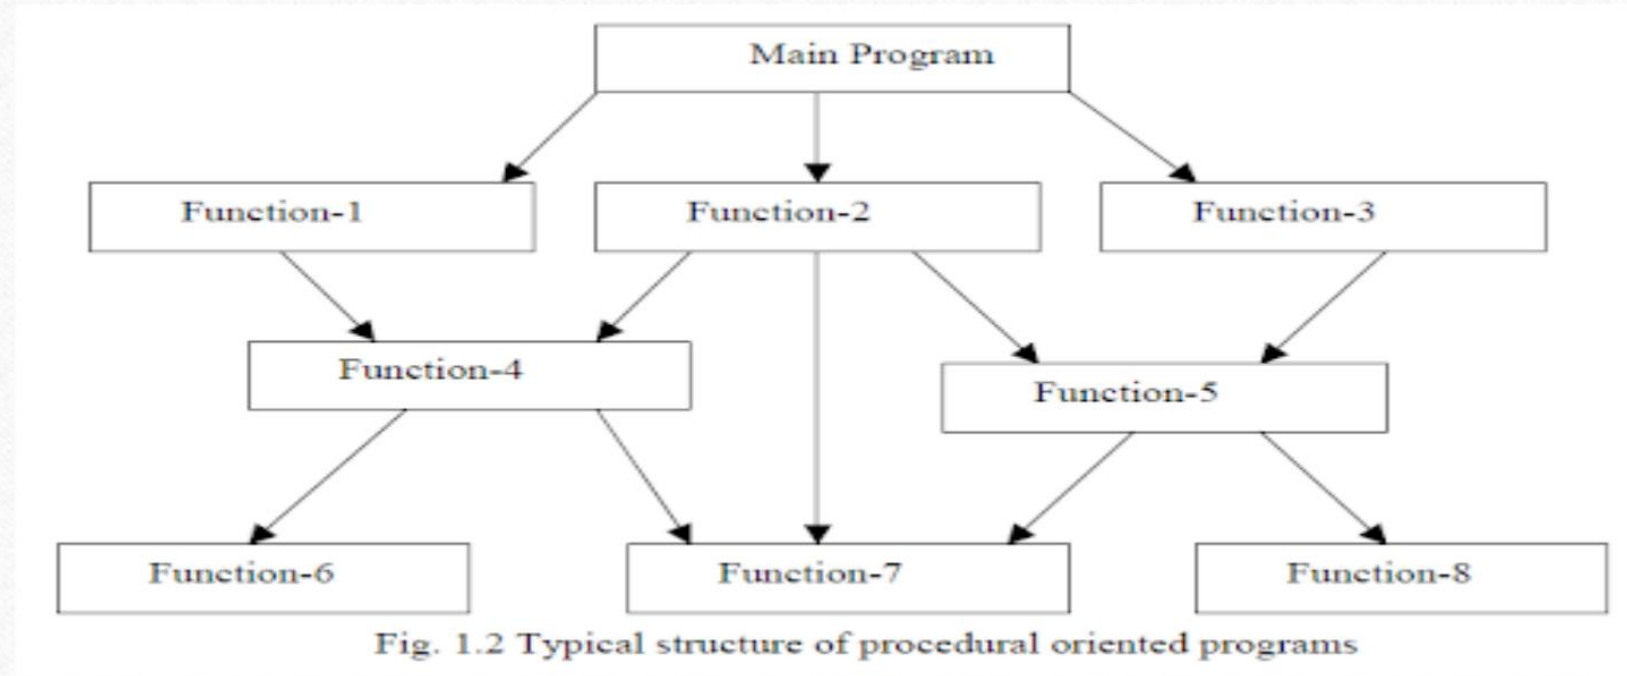 Main Program
Function-1
Function-2
Function-3
Function-4
Function-5
Function-6
Function-7
Function-8
Fig. 1.2 Typical structure of procedural oriented programs